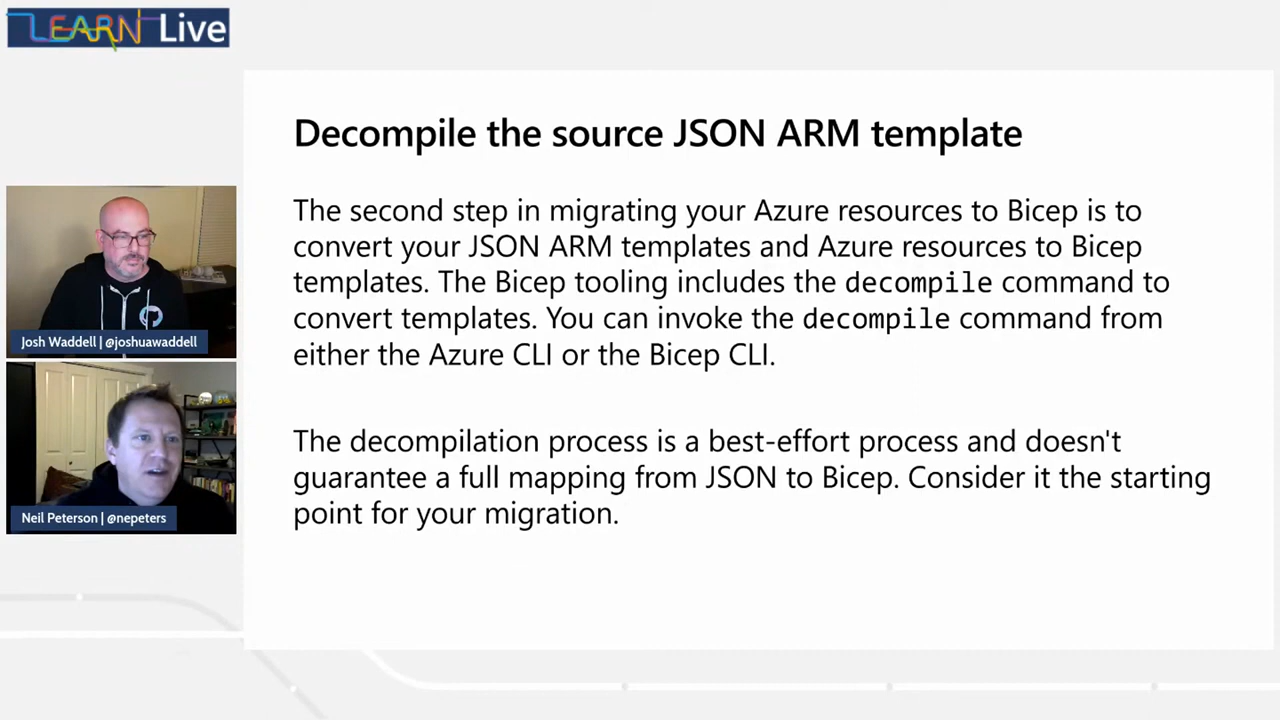 LEARN Live
Decompile the source JSON ARM template
The second step in migrating your Azure resources to Bicep is to
convert your JSON ARM templates and Azure resources to Bicep
templates. The Bicep tooling includes the decompile command to
convert templates. You can invoke the decompile command from
either the Azure CLI or the Bicep CLI.
The decompilation process is a best-effort process and doesn't
guarantee a full mapping from JSON to Bicep. Consider it the starting
point for your migration.
Josh Waddell | @joshuawaddell
Neil Peterson | @nepeters